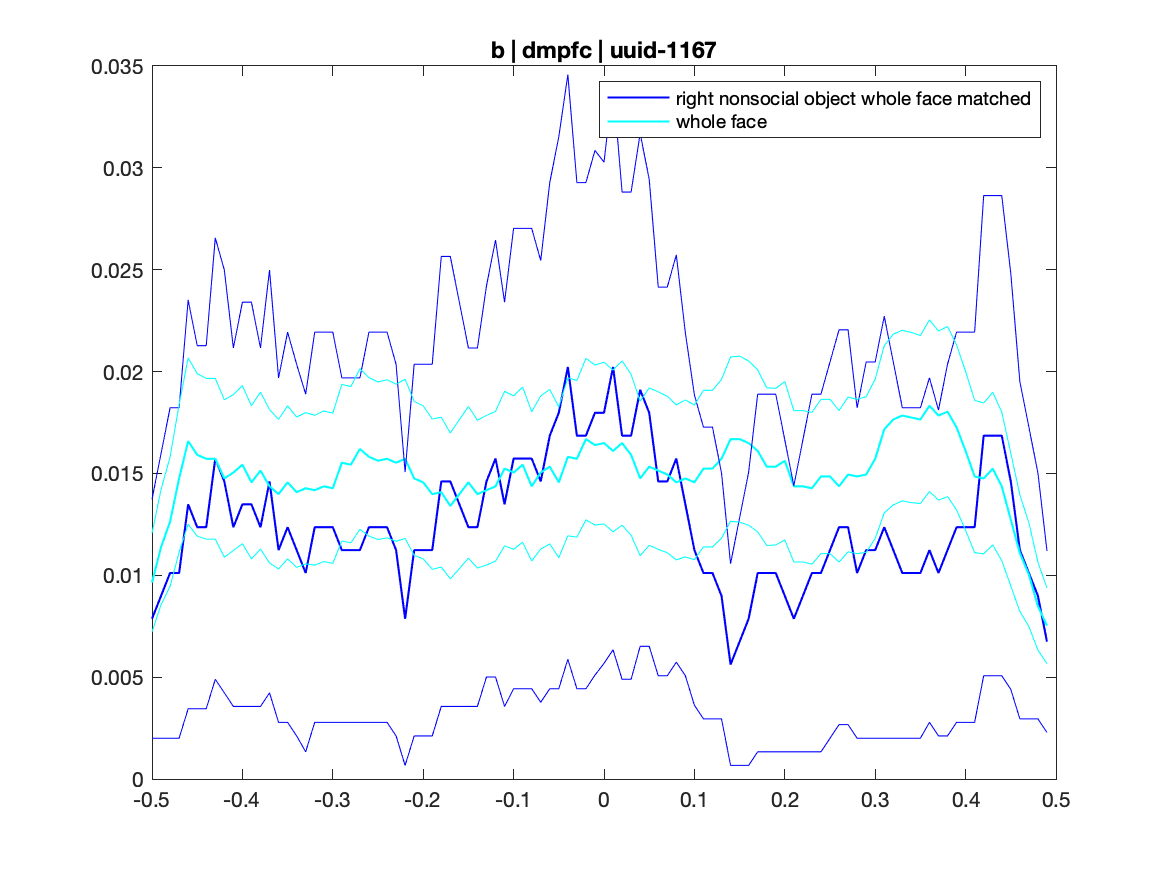 b | dmpfc | uuid-1167
right nonsocial object whole face matched
whole face
0.035
0.03
0.025
0.02
0.015
0.01
0.005
0
-0.5 -0.4 -0.3 -0.2 -0.1 0 0.1 0.2 0.3 0.4 0.5